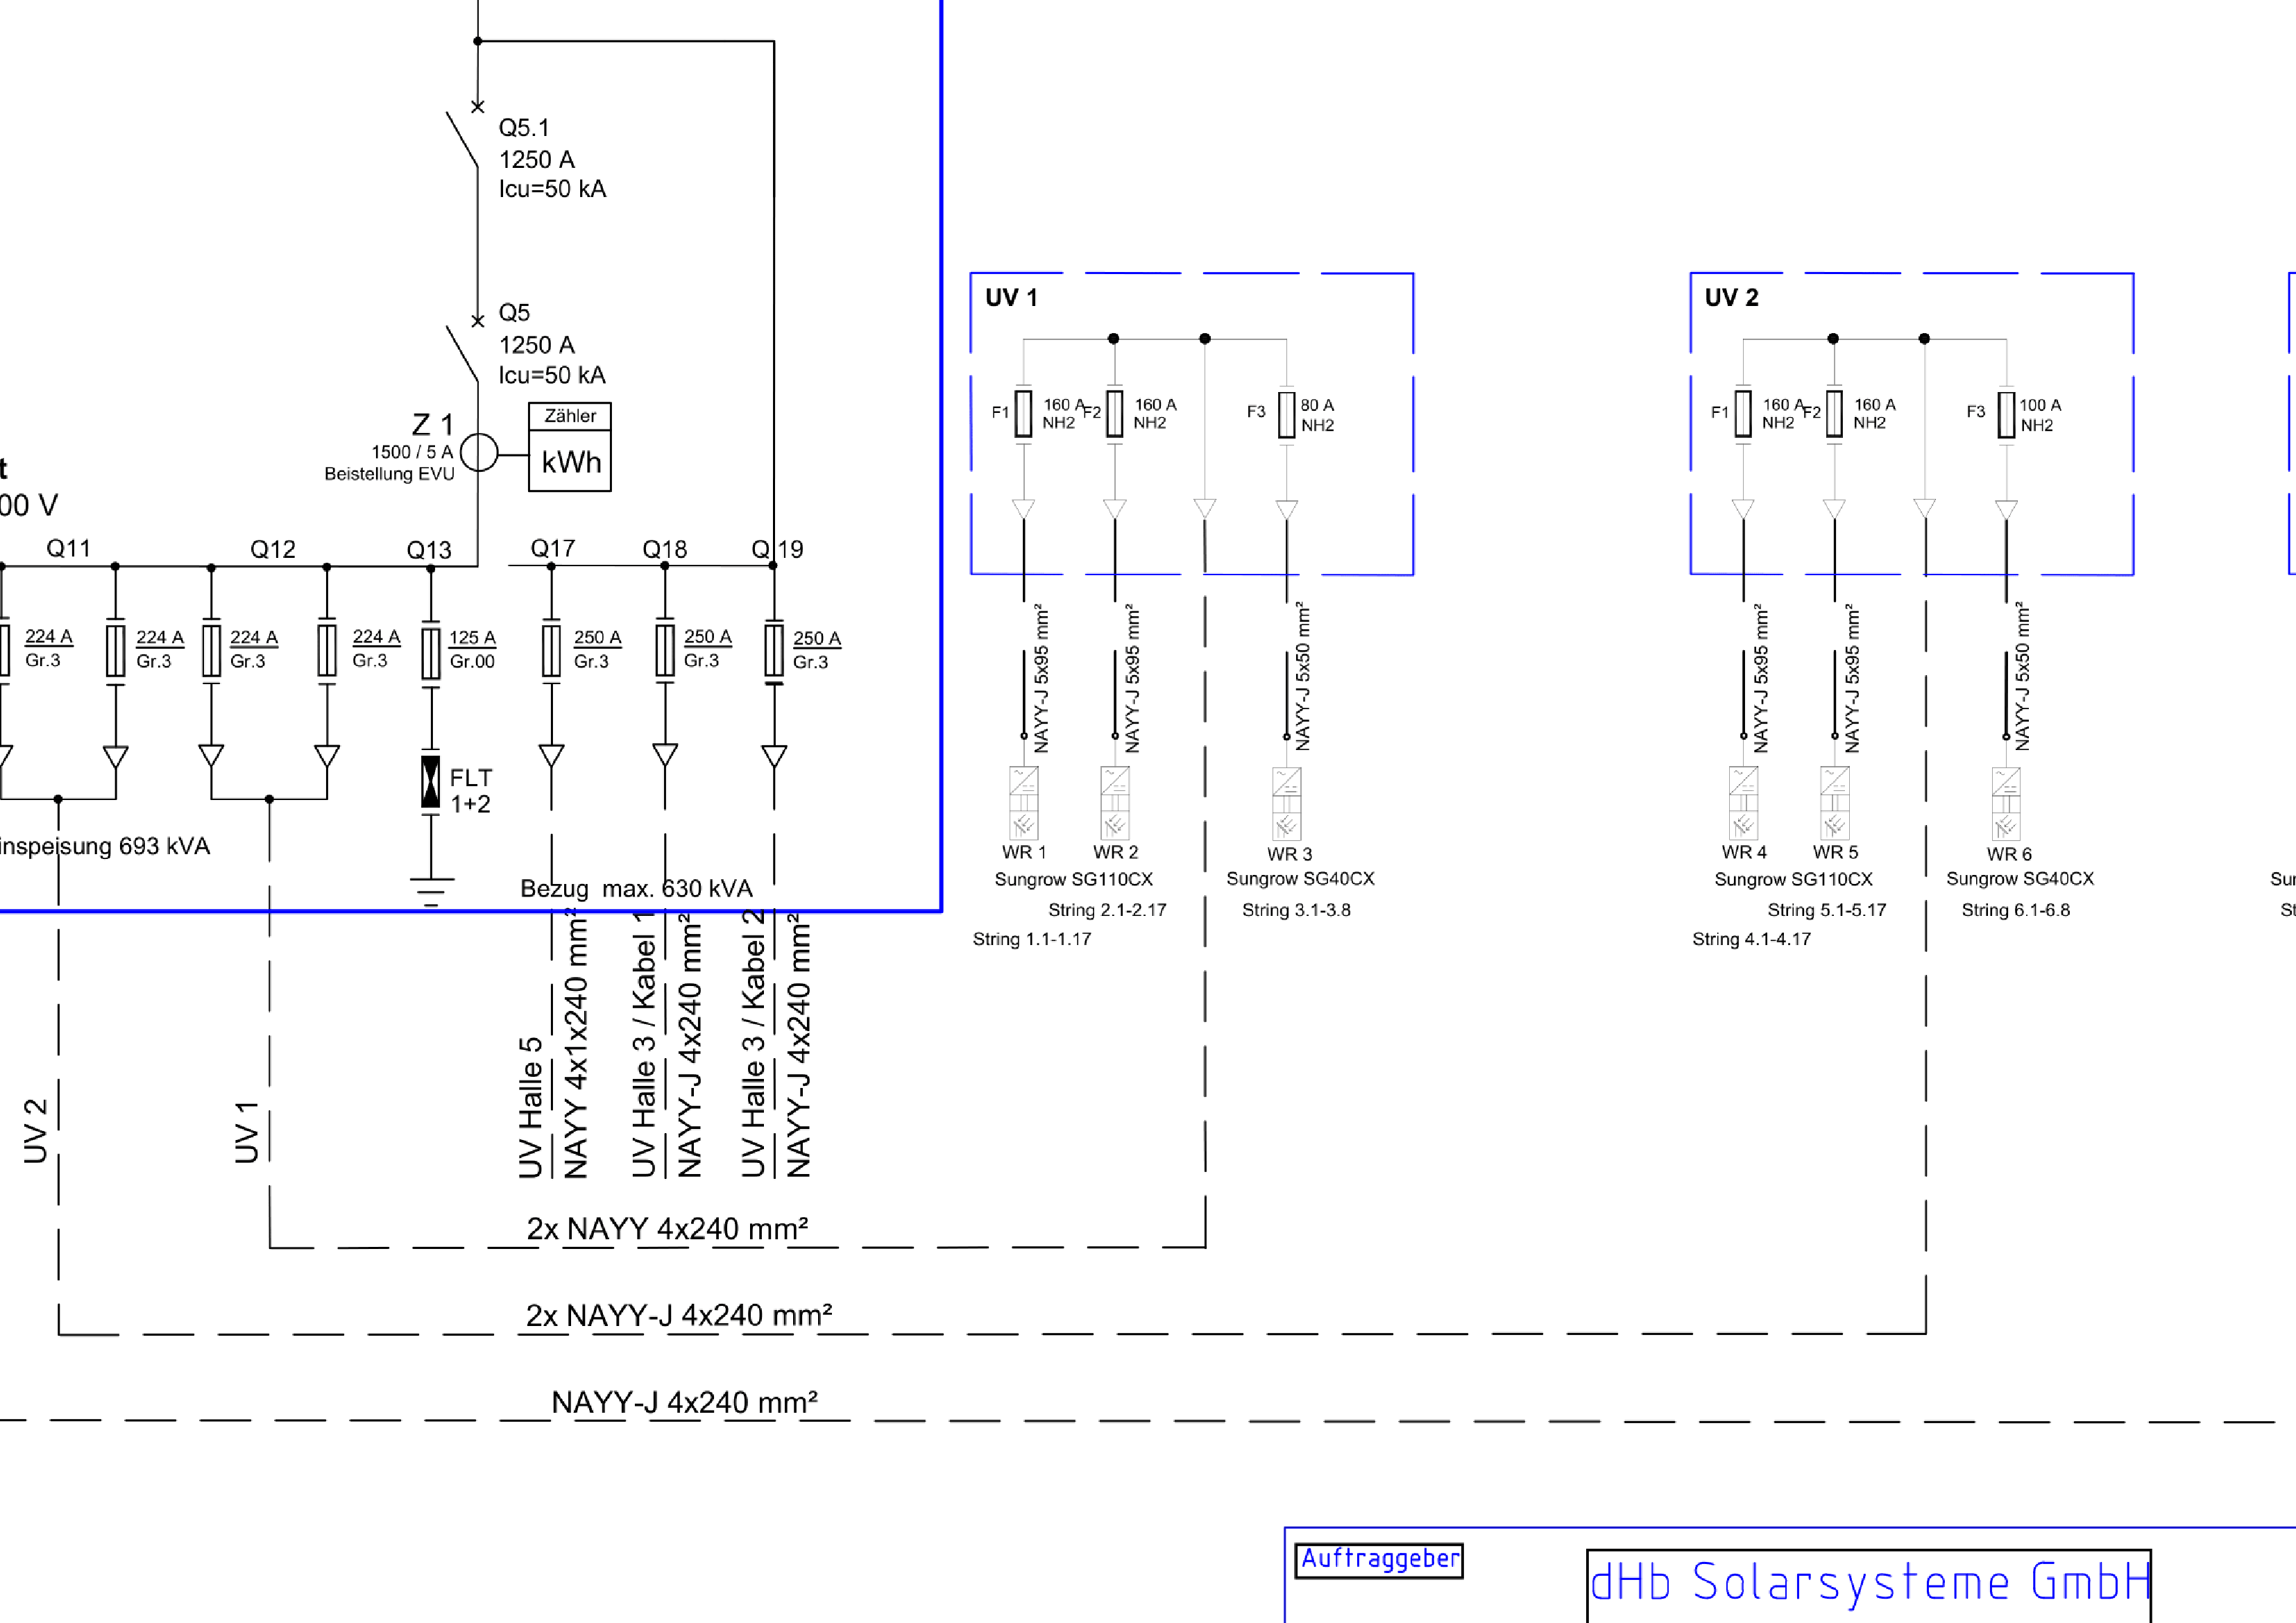 Q5.1
1250 A
Icu=50 kA
Q5
1250 A
Icu=50 kA
Z 1
1500 / 5 A
Beistellung EVU
Zähler
kWh
t
00 V
Q11
Q12
Q13
Q17
Q18
Q 19
224 A
Gr.3
224 A
Gr.3
224 A
Gr.3
224 A
Gr.3
125 A
Gr.00
250 A
Gr.3
250 A
Gr.3
250 A
Gr.3
FLT
1+2
inspeisung 693 kVA
Bezug max. 630 kVA
UV 2
UV 1
UV Halle 5
NAYY 4x1x240 mm²
UV Halle 3 / Kabel 1
NAYY-J 4x240 mm²
UV Halle 3 / Kabel 2
NAYY-J 4x240 mm²
2x NAYY 4x240 mm²
2x NAYY-J 4x240 mm²
NAYY-J 4x240 mm²
UV 1
F1
160 A
NH2
F2
160 A
NH2
F3
80 A
NH2
NAYY-J 5x95 mm²
NAYY-J 5x95 mm²
NAYY-J 5x50 mm²
WR 1
WR 2
WR 3
Sungrow SG110CX
Sungrow SG40CX
String 2.1-2.17
String 3.1-3.8
String 1.1-1.17
UV 2
F1
160 A
NH2
F2
160 A
NH2
F3
100 A
NH2
NAYY-J 5x95 mm²
NAYY-J 5x95 mm²
NAYY-J 5x50 mm²
WR 4
WR 5
WR 6
Sungrow SG110CX
Sungrow SG40CX
String 5.1-5.17
String 6.1-6.8
String 4.1-4.17
Sur
St
Auftraggeber
dHb Solarsysteme GmbH